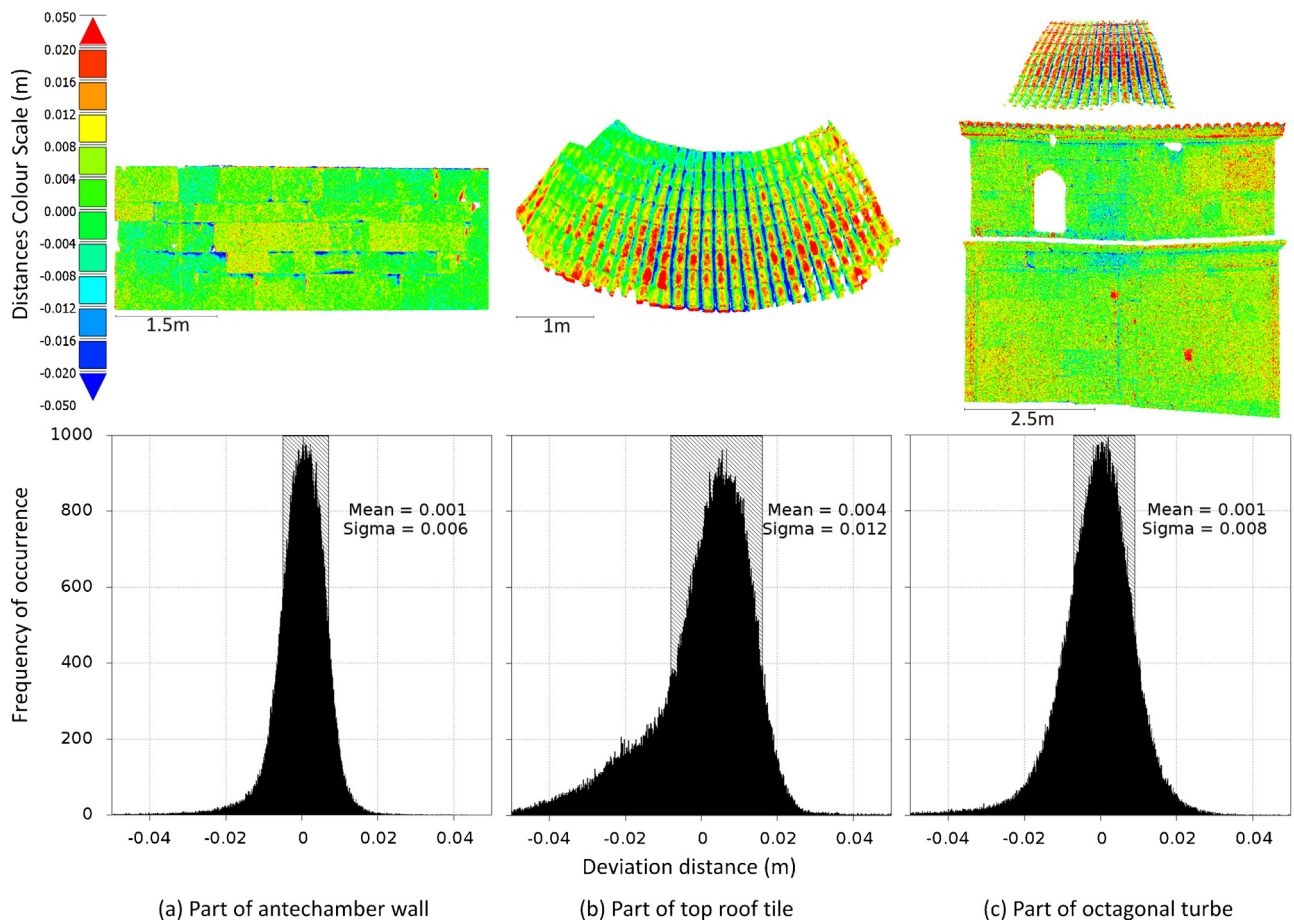 Distances Colour Scale (m)
0.050
0.020
0.016
0.012
0.008
0.004
0.000
-0.004
-0.008
-0.012
-0.016
-0.020
-0.050
1.5m
1m
2.5m
Frequency of occurrence
1000
800
600
400
200
0
Mean = 0.001
Sigma = 0.006
Mean = 0.004
Sigma = 0.012
Mean = 0.001
Sigma = 0.008
-0.04 -0.02 0 0.02 0.04
-0.04 -0.02 0 0.02 0.04
-0.04 -0.02 0 0.02 0.04
Deviation distance (m)
(a) Part of antechamber wall
(b) Part of top roof tile
(c) Part of octagonal turbe